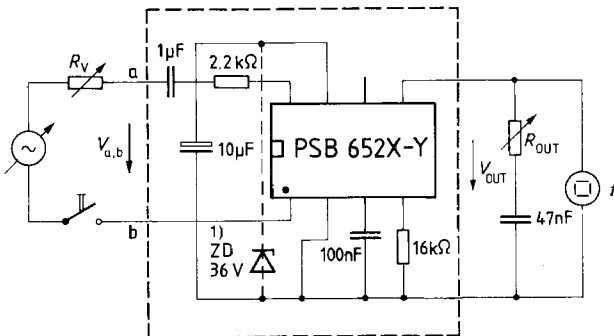 1µF
R_V
a
2.2 kΩ
V_a,b
10µF
PSB 652X-Y
V_OUT
R_OUT
f
47nF
b
1)
ZD
36 V
100nF
16kΩ